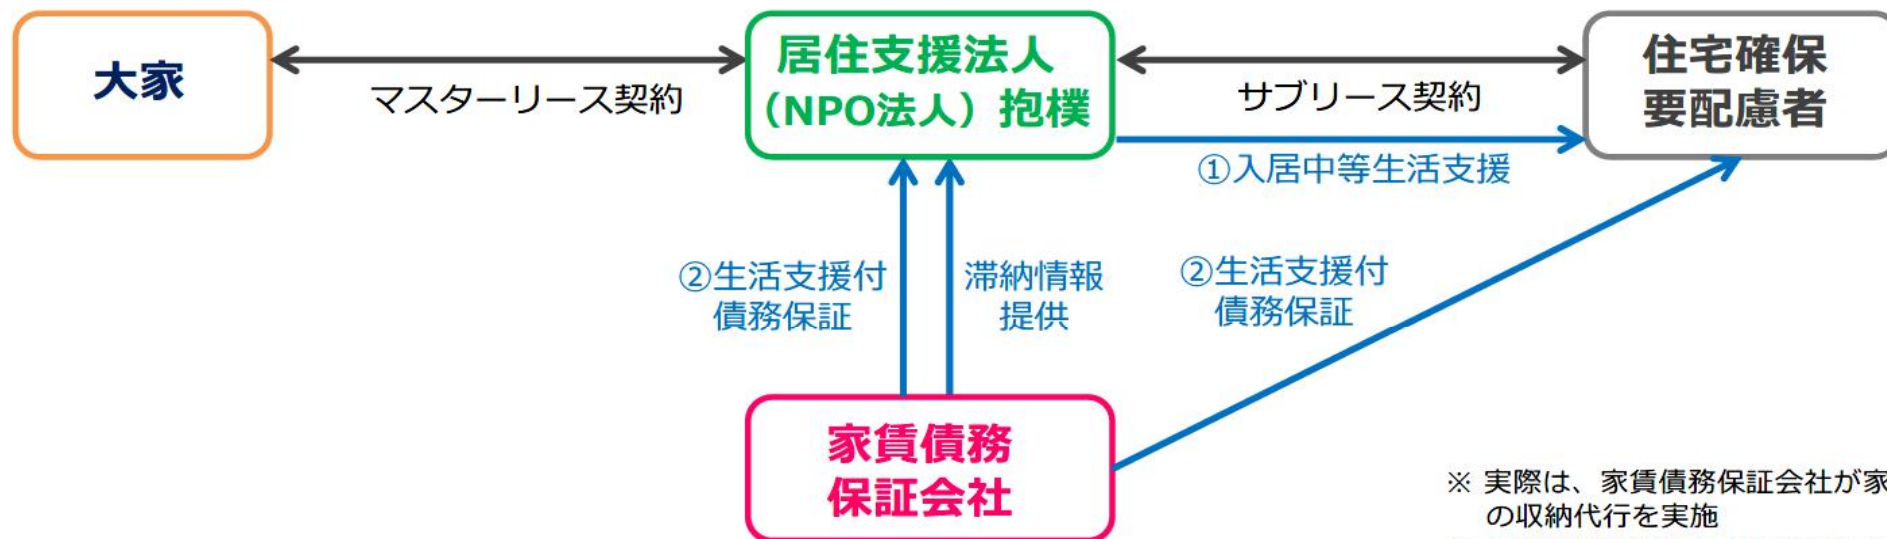 大家
マスターリース契約
居住支援法人
（NPO法人）抱樸
サブリース契約
住宅確保
要配慮者
①入居中等生活支援
②生活支援付
債務保証
滞納情報
提供
②生活支援付
債務保証
家賃債務
保証会社
※ 実際は、家賃債務保証会社が家
の収納代行を実施